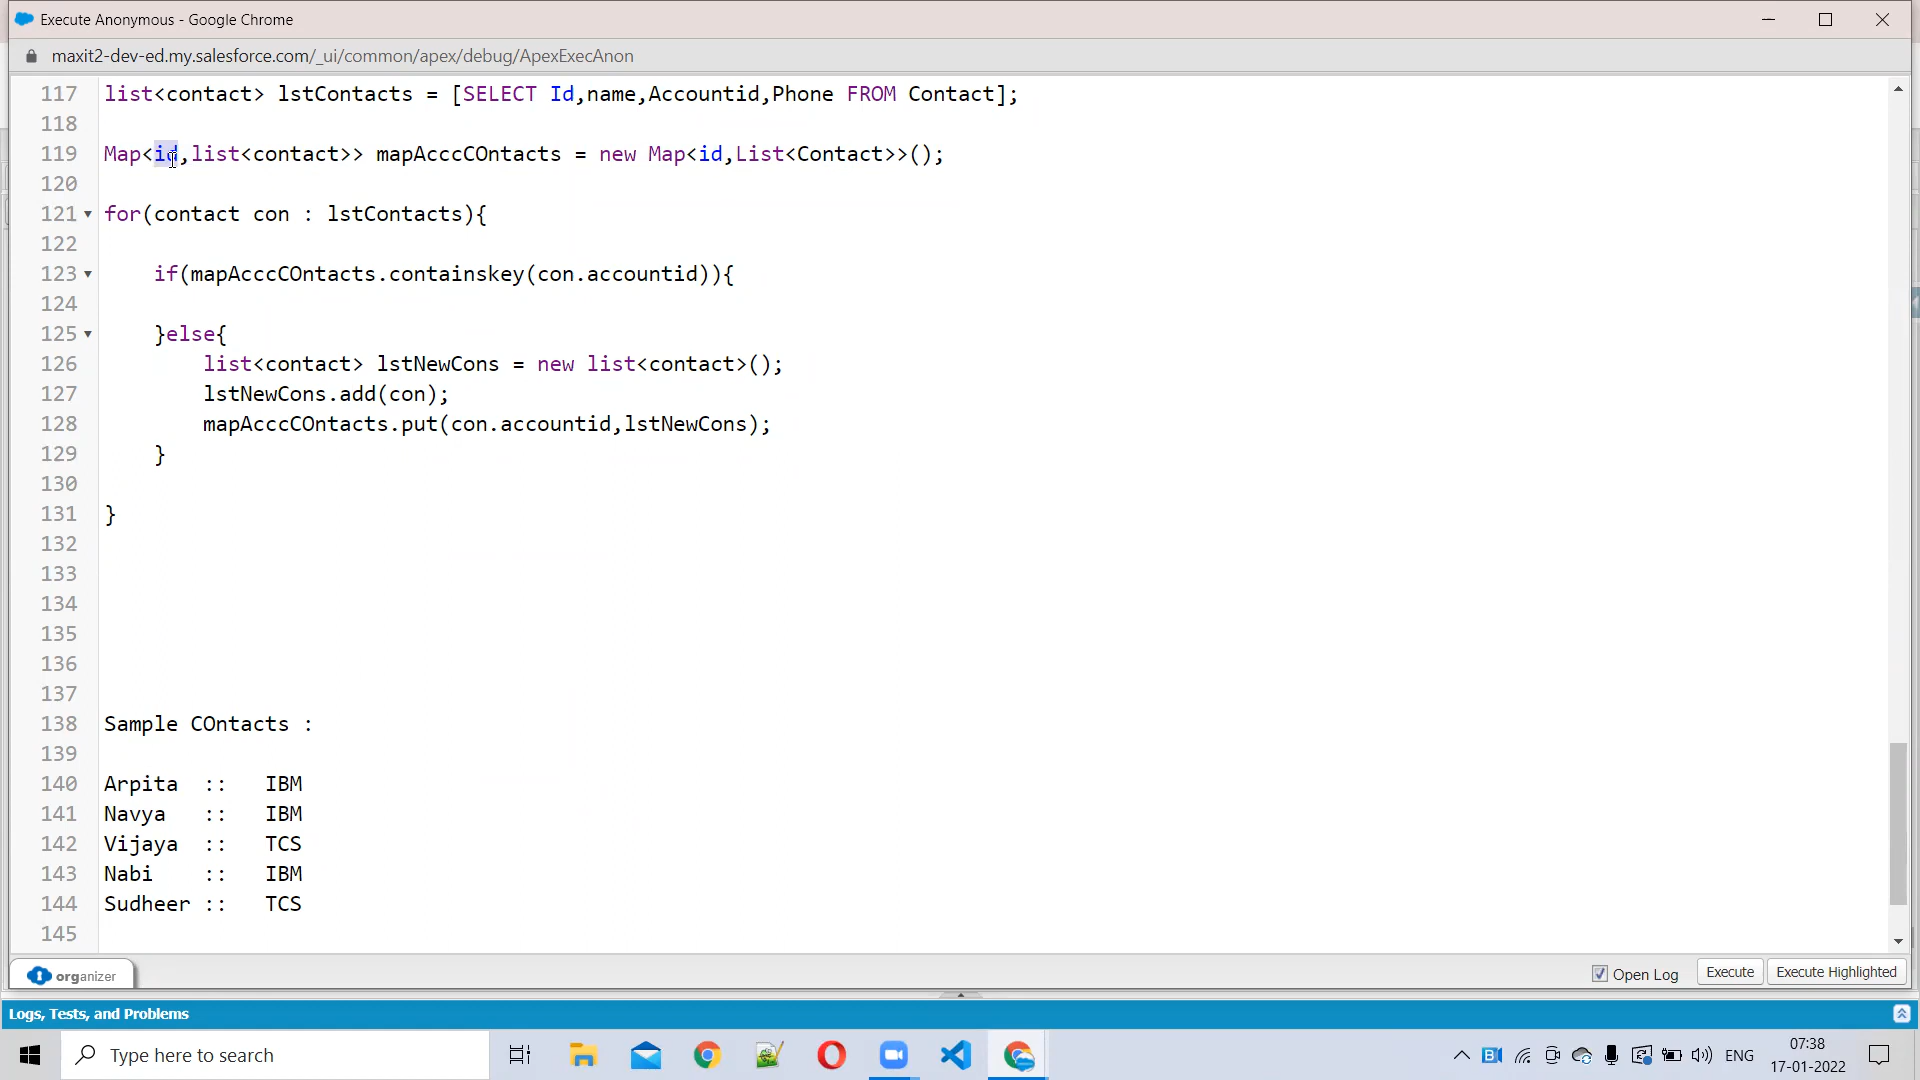 Execute Anonymous - Google Chrome
maxit2-dev-ed.my.salesforce.com/_ui/common/apex/debug/ApexExecAnon
117 list<contact> lstContacts = [SELECT Id,name,Accountid,Phone FROM Contact];
118
119 Map<id,list<contact>> mapAcccCOntacts = new Map<id,List<Contact>>();
120
121 for(contact con : lstContacts){
122
123 if(mapAcccCOntacts.containskey(con.accountid)){
124
125 }else{
126 list<contact> lstNewCons = new list<contact>();
127 lstNewCons.add(con);
128 mapAcccCOntacts.put(con.accountid,lstNewCons);
129 }
130
131 }
132
133
134
135
136
137
138 Sample COntacts :
139
140 Arpita :: IBM
141 Navya :: IBM
142 Vijaya :: TCS
143 Nabi :: IBM
144 Sudheer :: TCS
145
organizer
Open Log Execute Execute Highlighted
Logs, Tests, and Problems
Type here to search
ENG
07:38
17-01-2022